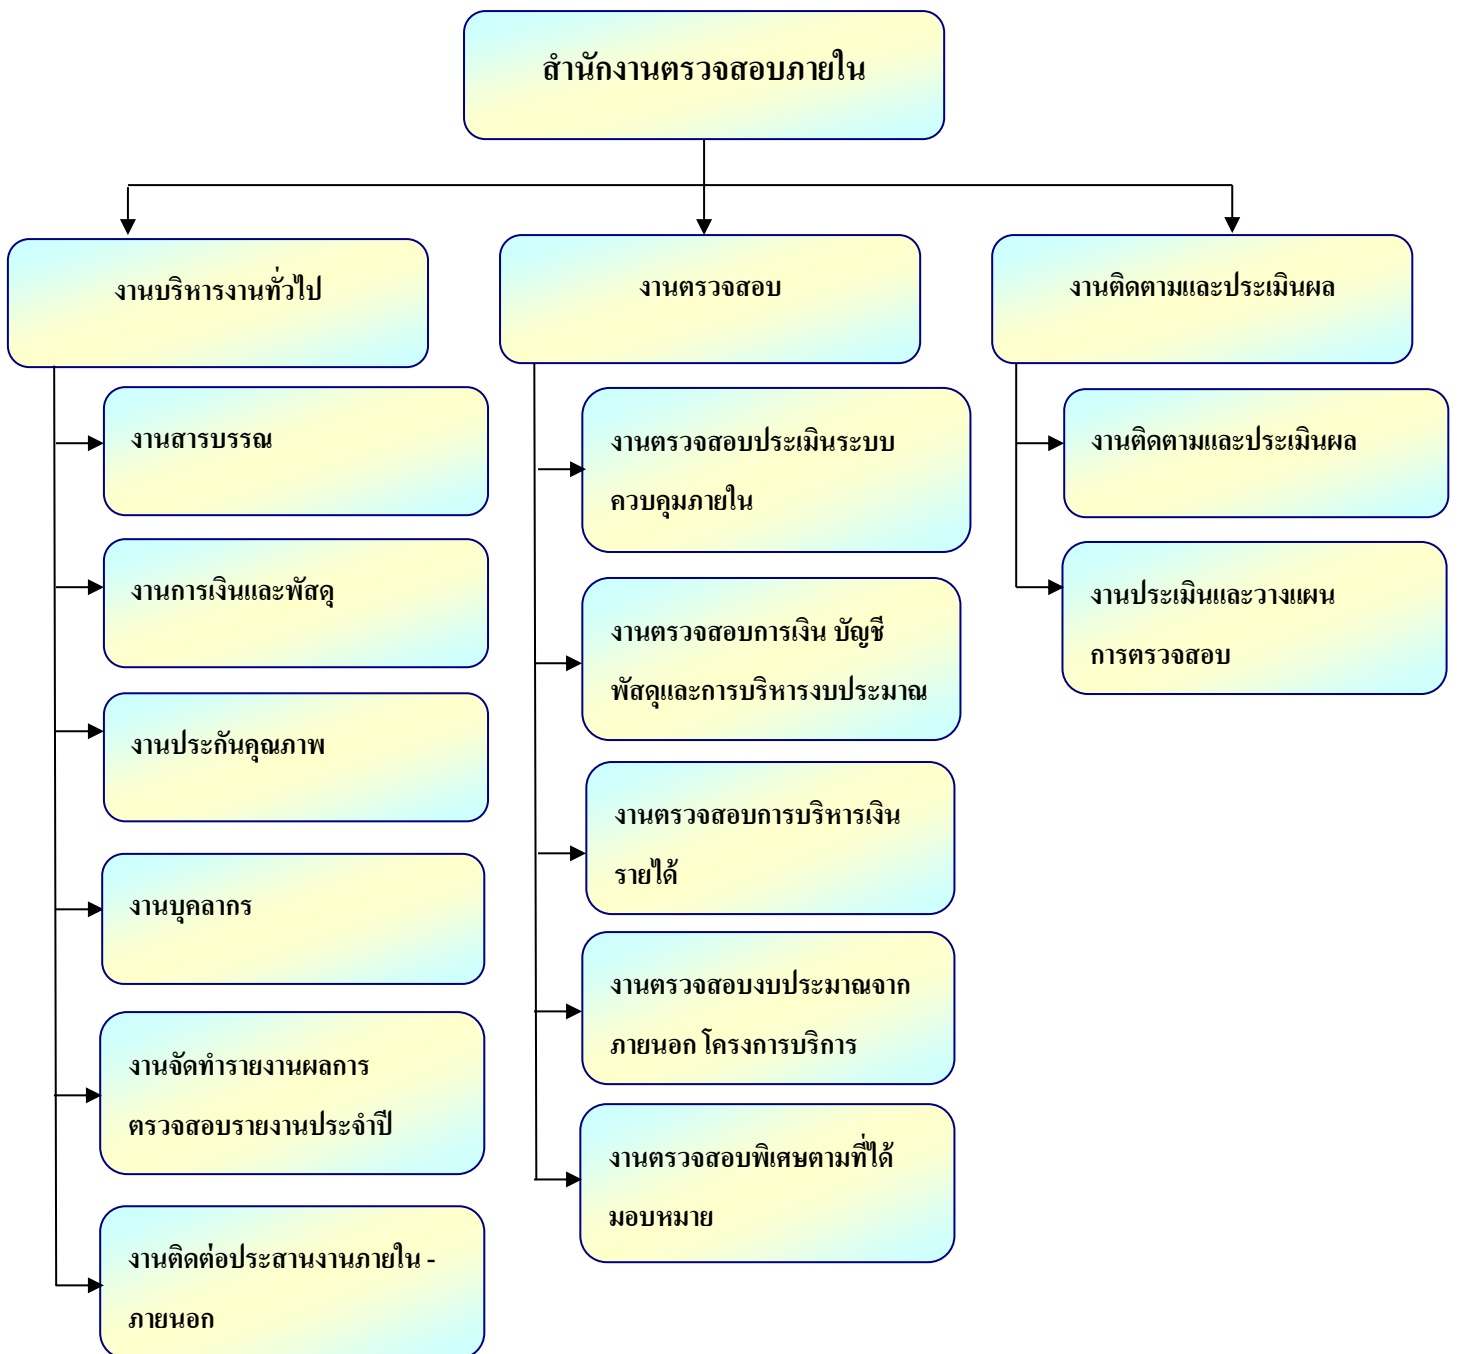 สำนักงานตรวจสอบภายใน
งานบริหารงานทั่วไป
งานสารบรรณ
งานการเงินและพัสดุ
งานประกันคุณภาพ
งานบุคลากร
งานจัดทำรายงานผลการ
ตรวจสอบรายงานประจำปี
งานติดต่อประสานงานภายใน -
ภายนอก
งานตรวจสอบ
งานตรวจสอบประเมินระบบ
ควบคุมภายใน
งานตรวจสอบการเงิน บัญชี
พัสดุและการบริหารงบประมาณ
งานตรวจสอบการบริหารเงิน
รายได้
งานตรวจสอบงบประมาณจาก
ภายนอก โครงการบริการ
งานตรวจสอบพิเศษตามที่ได้
มอบหมาย
งานติดตามและประเมินผล
งานติดตามและประเมินผล
งานประเมินและวางแผน
การตรวจสอบ